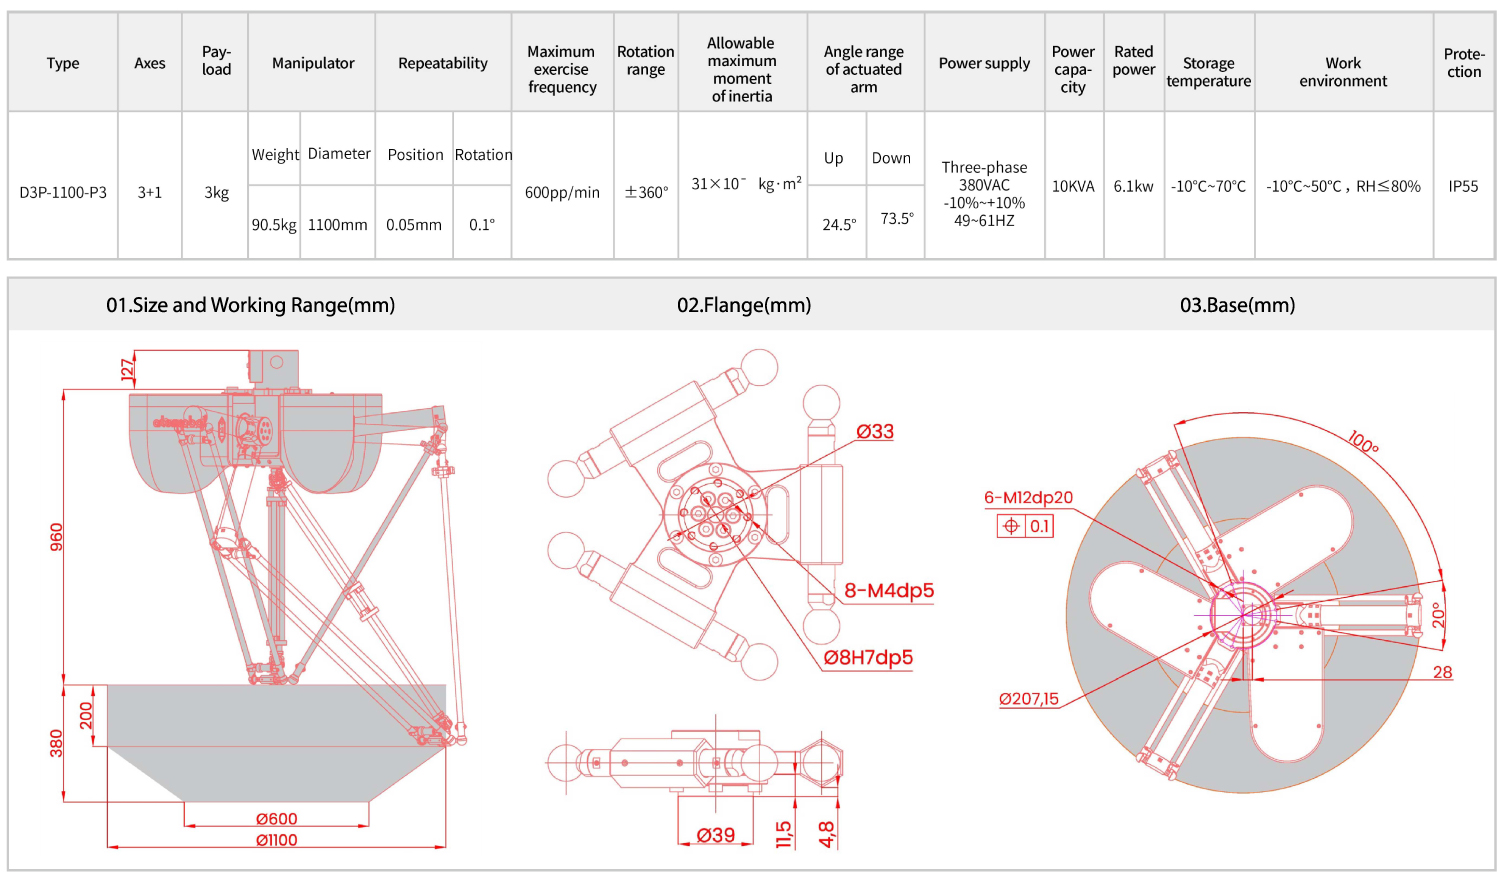 Type
Axes
Pay-
load
Manipulator
Repeatability
Maximum
exercise
frequency
Rotation
range
Allowable
maximum
moment
of inertia
Angle range
of actuated
arm
Power supply
Power
capa-
city
Rated
power
Storage
temperature
Work
environment
Prote-
ction
D3P-1100-P3
3+1
3kg
Weight
Diameter
Position
Rotation
90.5kg
1100mm
0.05mm
0.1°
600pp/min
±360°
31×10⁻ kg·m²
Up
Down
24.5°
73.5°
Three-phase
380VAC
-10%~+10%
49~61HZ
10KVA
6.1kw
-10℃~70℃
-10℃~50℃ , RH≤80%
IP55
01.Size and Working Range(mm)
02.Flange(mm)
03.Base(mm)
127
960
380
200
Ø600
Ø1100
Ø33
8-M4dp5
Ø8H7dp5
Ø39
11,5
4,8
100°
6-M12dp20
0.1
20°
28
Ø207,15